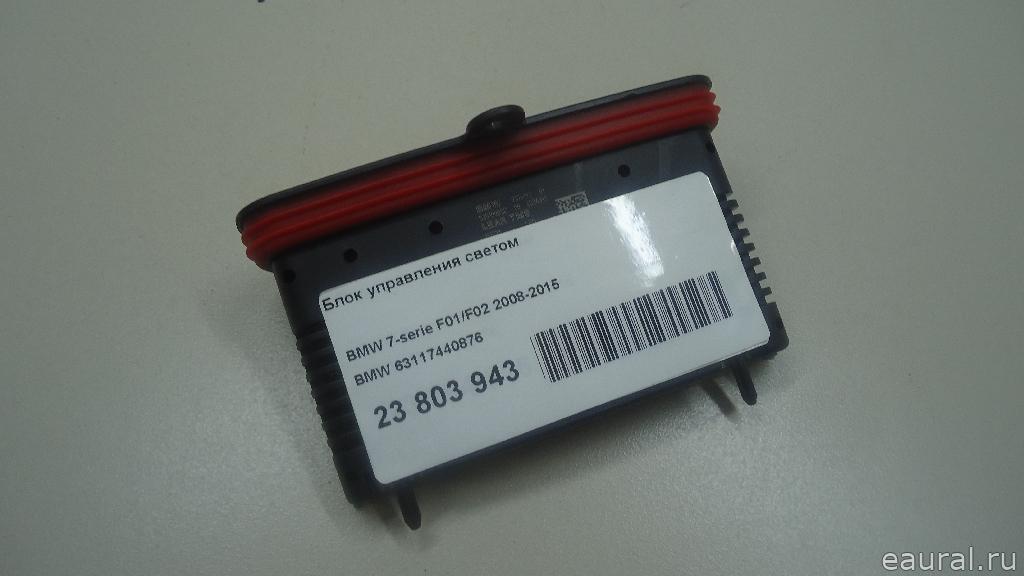 Блок управления светом
BMW 7-serie F01/F02 2008-2015
BMW 63117440876
23 803 943
eaural.ru